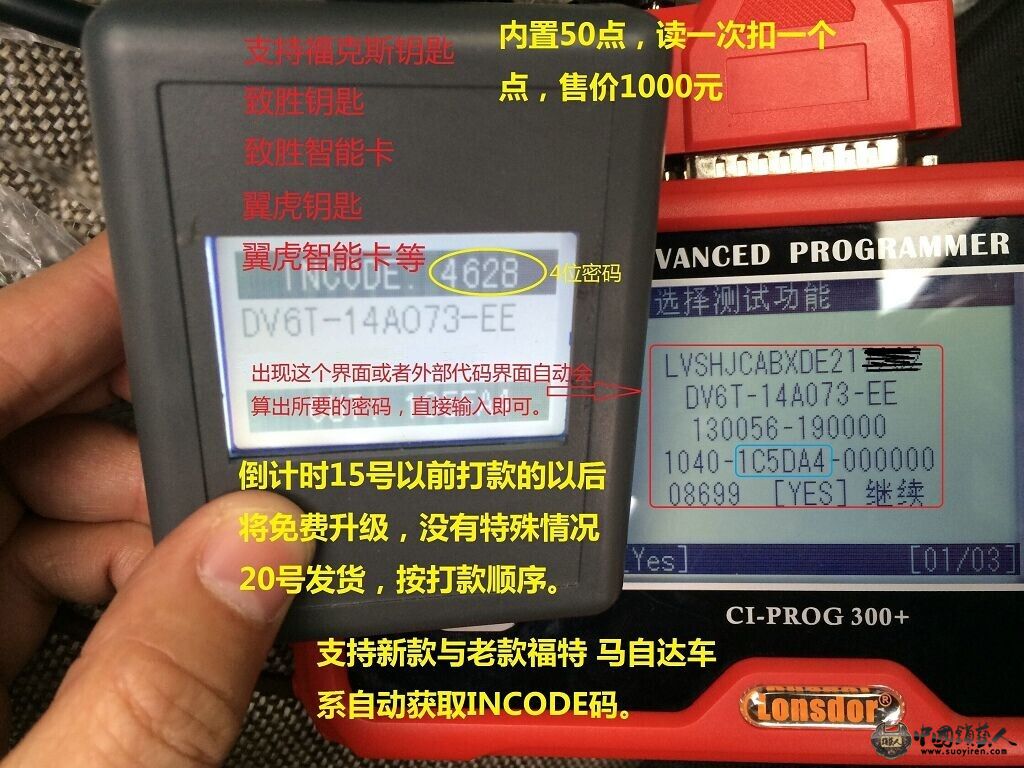 支持福克斯钥匙
致胜钥匙
致胜智能卡
翼虎钥匙
翼虎智能卡等
内置50点，读一次扣一个
点，售价1000元
INCODE: 4628
4位密码
DV6T-14A073-EE
出现这个界面或者外部代码界面自动会
算出所要的密码，直接输入即可。
倒计时15号以前打款的以后
将免费升级，没有特殊情况
20号发货，按打款顺序。
支持新款与老款福特 马自达车
系自动获取INCODE码。
VANCED PROGRAMMER
选择测试功能
LVSHJCABXDE21
DV6T-14A073-EE
130056-190000
1040-1C5DA4-000000
08699 [YES] 继续
Yes]
[01/03]
CI-PROG 300+
Lonsdor®
中國鎖藝人
www.suoyiren.com